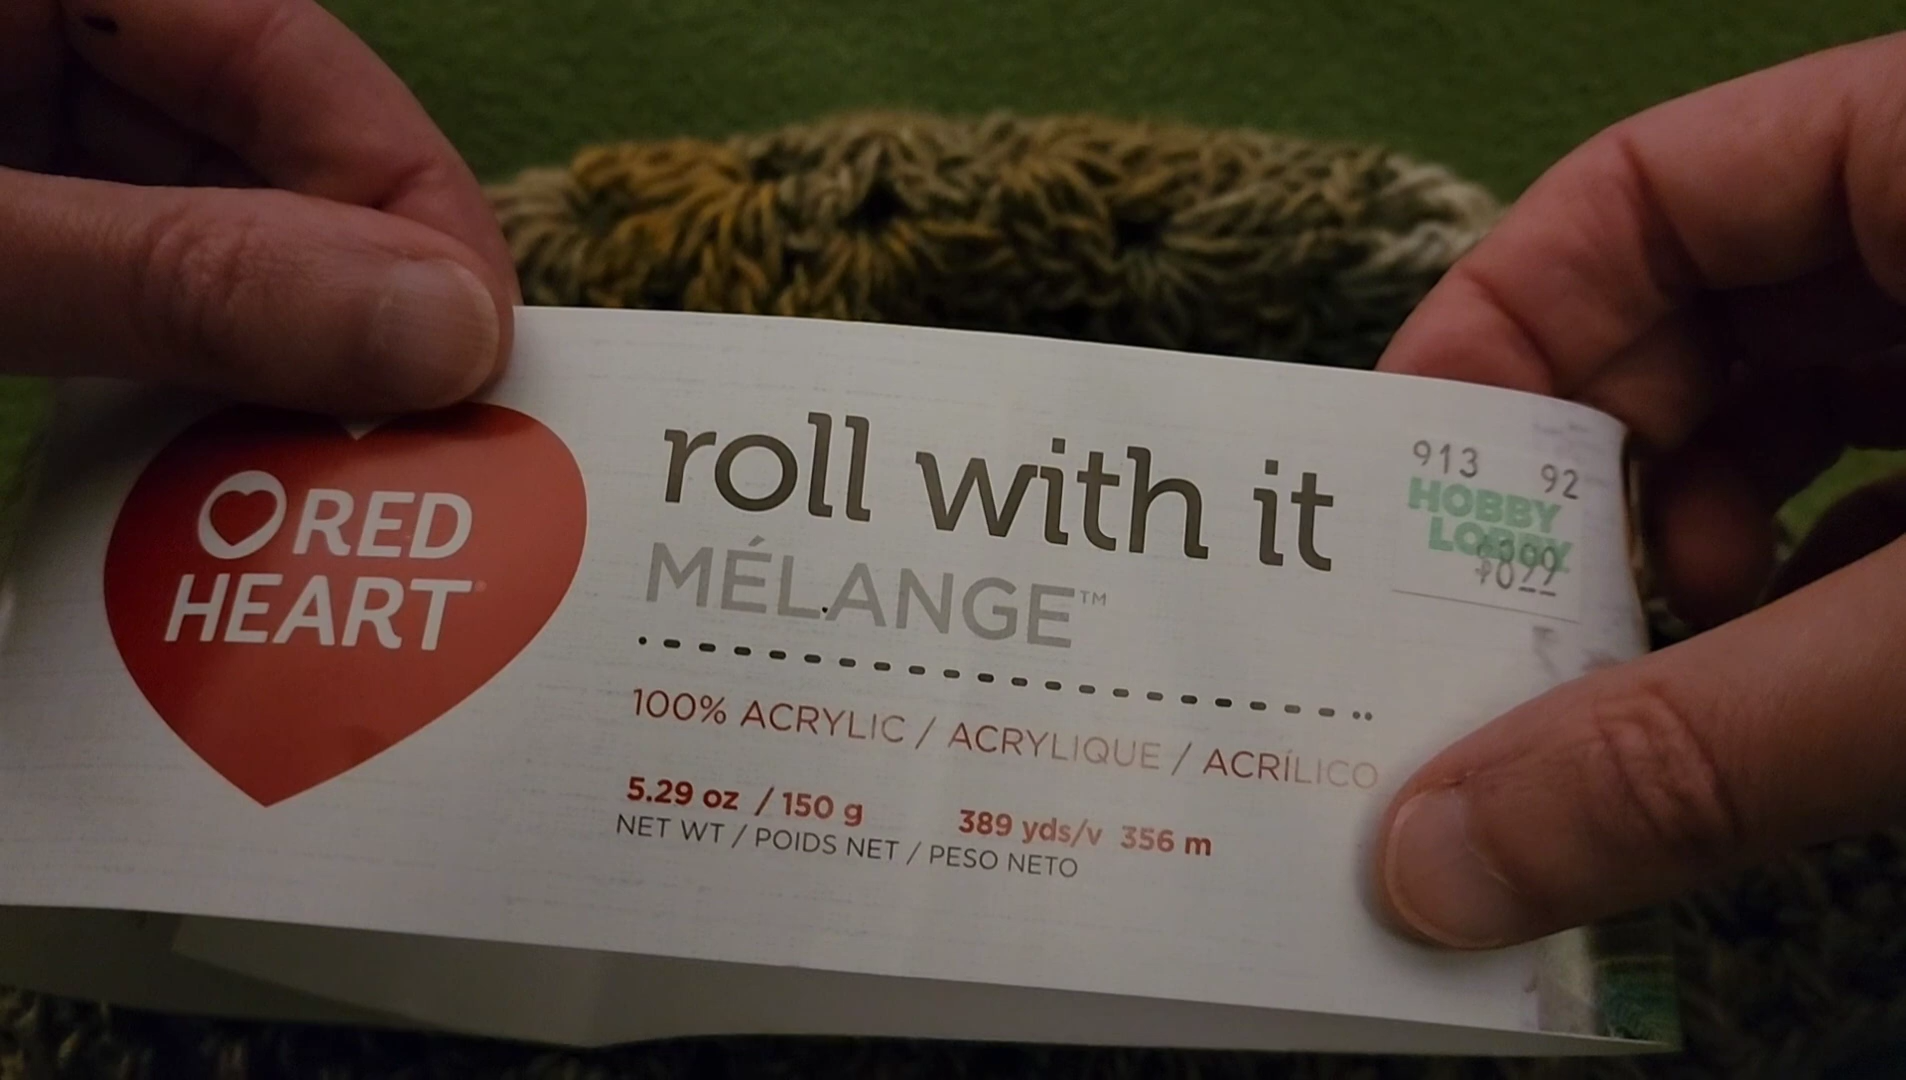 RED
HEART
roll with it
MÉLANGE™
100% ACRYLIC / ACRYLIQUE / ACRÍLICO
5.29 oz / 150 g 389 yds/v 356 m
NET WT / POIDS NET / PESO NETO
913 92
HOBBY
LOBBY